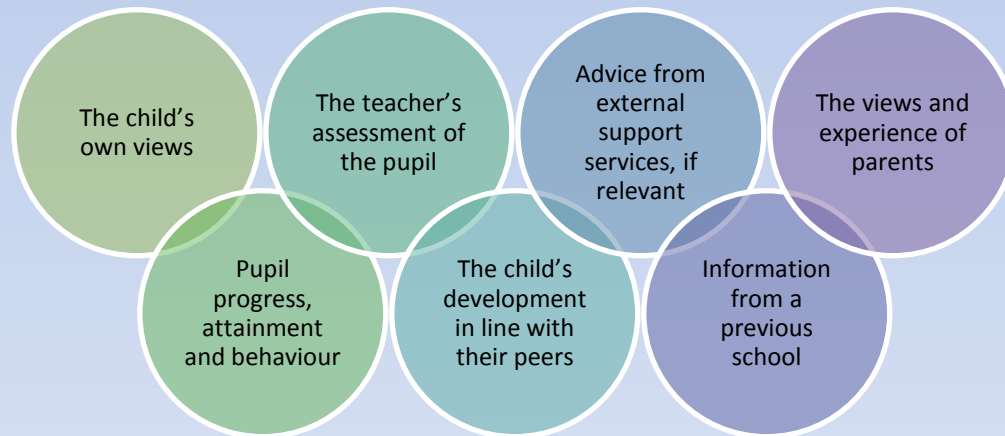 The child’s
own views
The teacher’s
assessment of
the pupil
Advice from
external
support
services, if
relevant
The views and
experience of
parents
Pupil
progress,
attainment
and behaviour
The child’s
development
in line with
their peers
Information
from a
previous
school